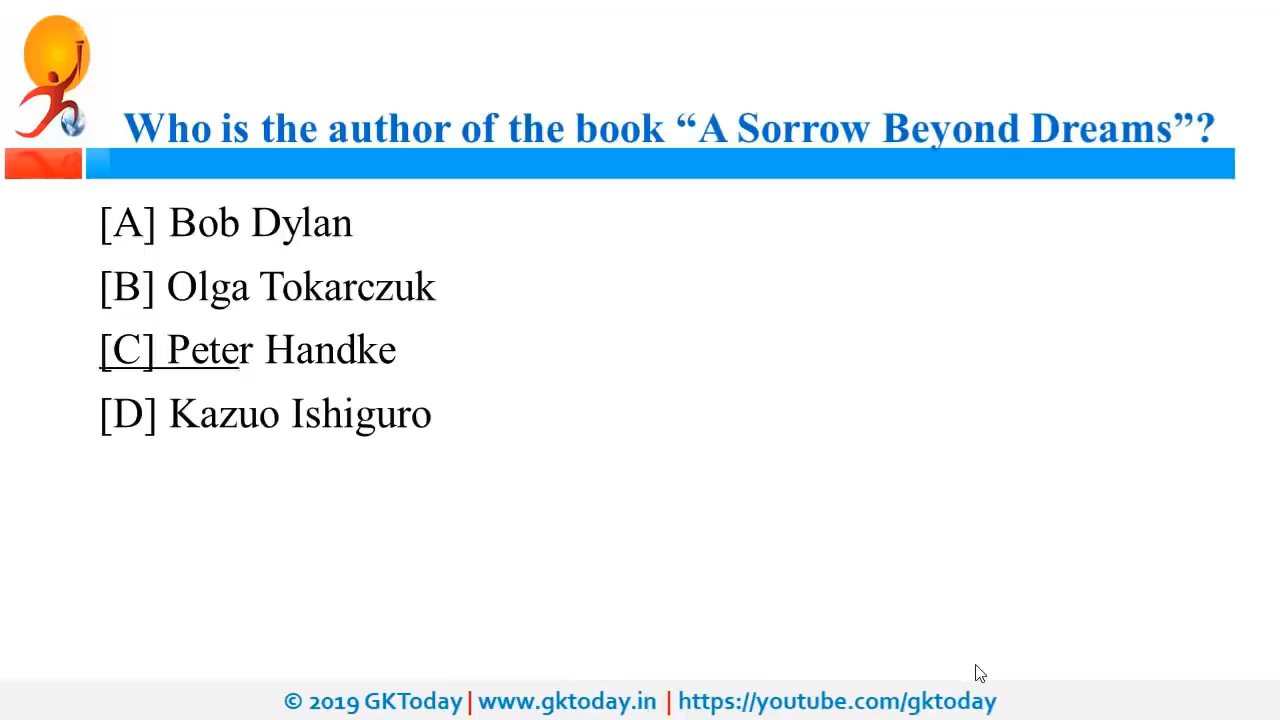 Who is the author of the book “A Sorrow Beyond Dreams”?
[A] Bob Dylan
[B] Olga Tokarczuk
[C] Peter Handke
[D] Kazuo Ishiguro
© 2019 GKToday | www.gktoday.in | https://youtube.com/gktoday